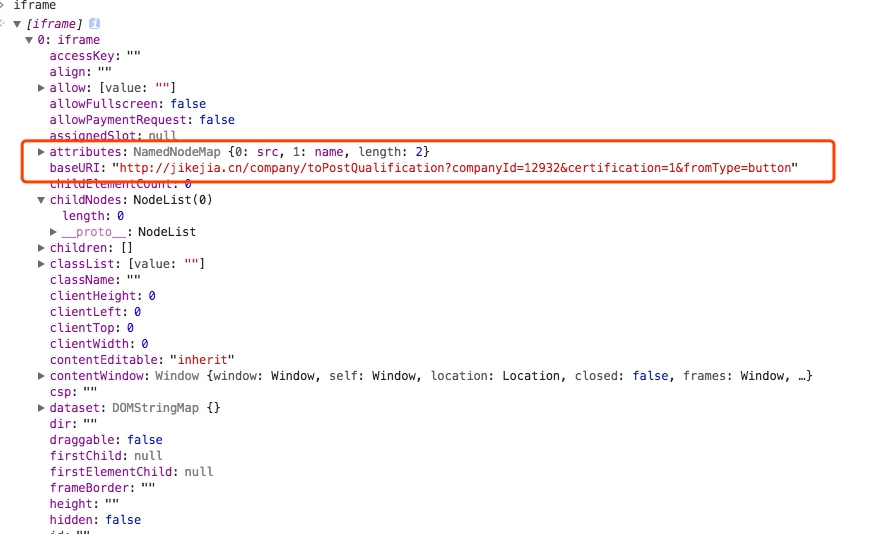 iframe
[iframe] i
0: iframe
accessKey: ""
align: ""
allow: [value: ""]
allowFullscreen: false
allowPaymentRequest: false
assignedSlot: null
attributes: NamedNodeMap {0: src, 1: name, length: 2}
baseURI: "http://jikejia.cn/company/toPostQualification?companyId=12932&certification=1&fromType=button"
childElementCount: 0
childNodes: NodeList(0)
length: 0
__proto__: NodeList
children: []
classList: [value: ""]
className: ""
clientHeight: 0
clientLeft: 0
clientTop: 0
clientWidth: 0
contentEditable: "inherit"
contentWindow: Window {window: Window, self: Window, location: Location, closed: false, frames: Window, …}
csp: ""
dataset: DOMStringMap {}
dir: ""
draggable: false
firstChild: null
firstElementChild: null
frameBorder: ""
height: ""
hidden: false
id: ""